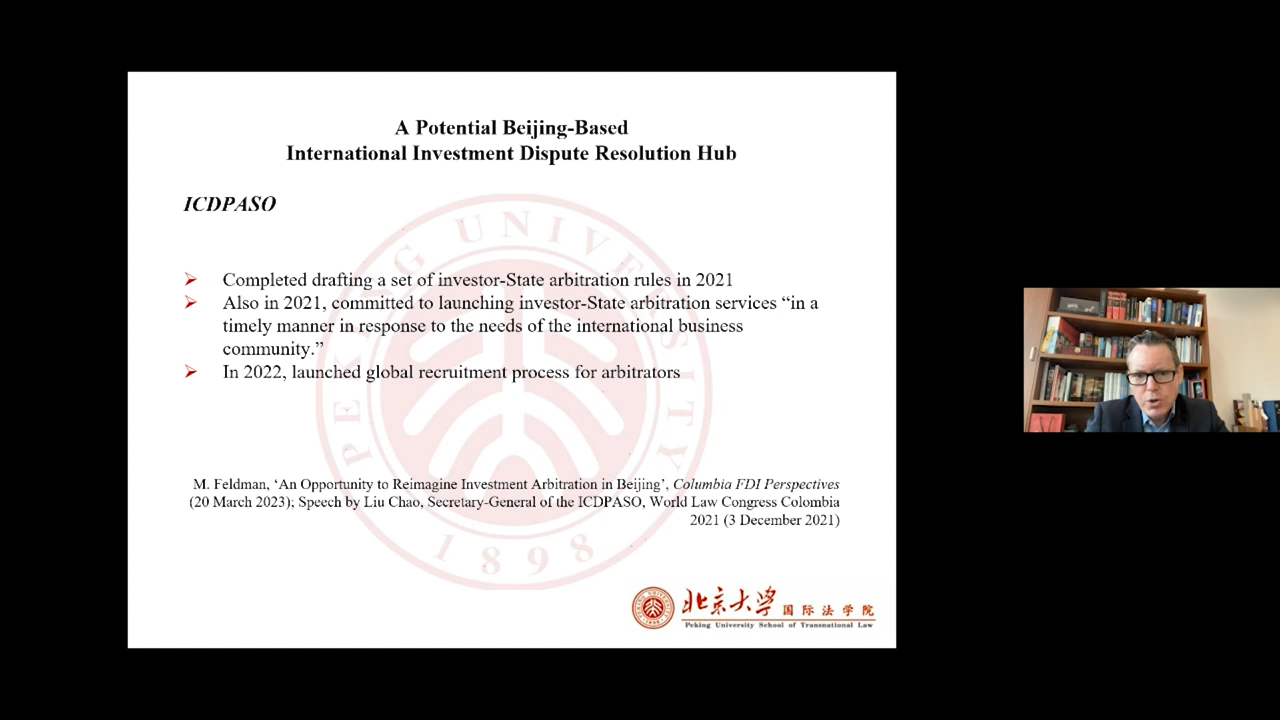 A Potential Beijing-Based
International Investment Dispute Resolution Hub
ICDPASO
Completed drafting a set of investor-State arbitration rules in 2021
Also in 2021, committed to launching investor-State arbitration services “in a
timely manner in response to the needs of the international business
community.”
In 2022, launched global recruitment process for arbitrators
PEKING UNIVERSITY
1898
M. Feldman, ‘An Opportunity to Reimagine Investment Arbitration in Beijing’, Columbia FDI Perspectives
(20 March 2023); Speech by Liu Chao, Secretary-General of the ICDPASO, World Law Congress Colombia
2021 (3 December 2021)
北京大学 国际法学院
Peking University School of Transnational Law